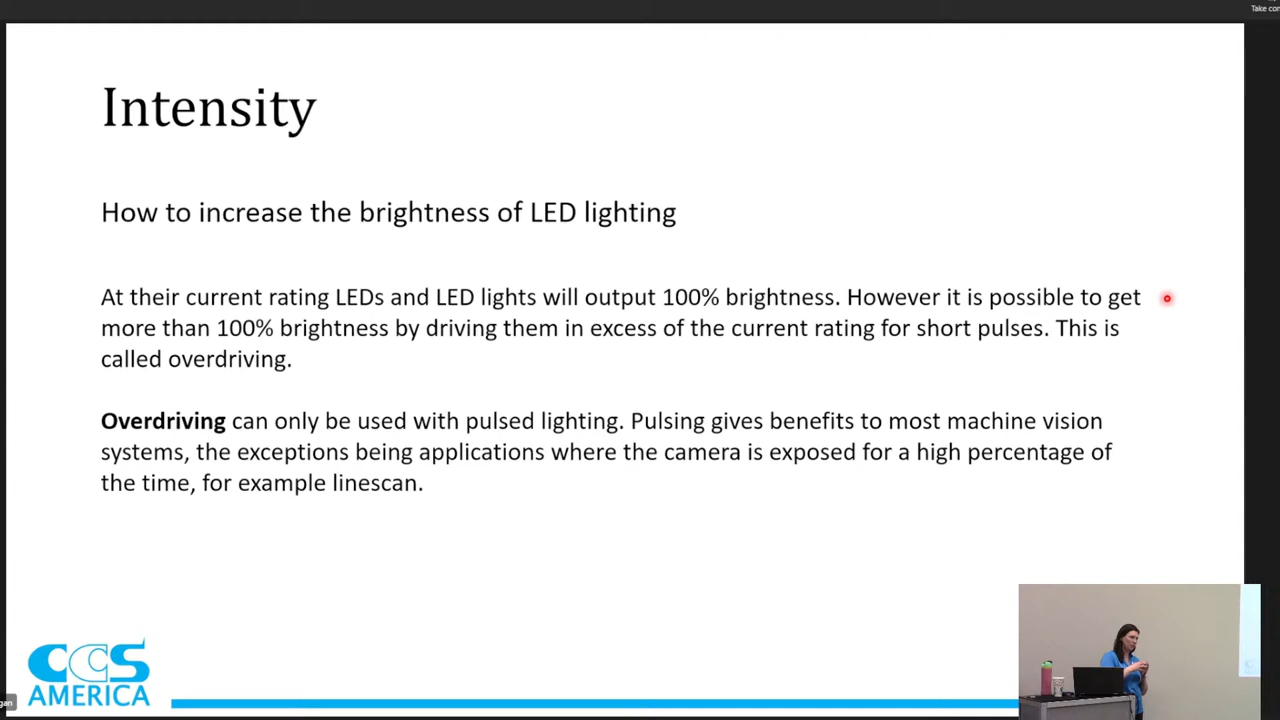 Take con
Intensity
How to increase the brightness of LED lighting
At their current rating LEDs and LED lights will output 100% brightness. However it is possible to get
more than 100% brightness by driving them in excess of the current rating for short pulses. This is
called overdriving.
Overdriving can only be used with pulsed lighting. Pulsing gives benefits to most machine vision
systems, the exceptions being applications where the camera is exposed for a high percentage of
the time, for example linescan.
CCS
AMERICA
gan